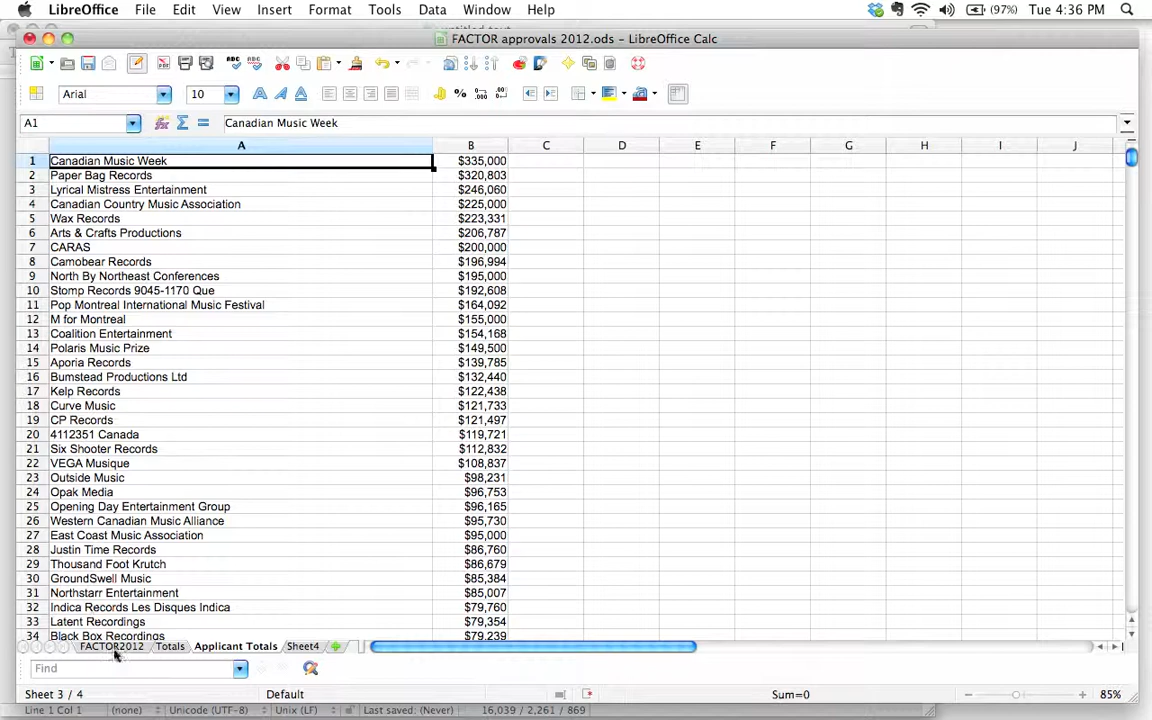 LibreOffice File Edit View Insert Format Tools Data Window Help (97%) Tue 4:36 PM
FACTOR approvals 2012.ods – LibreOffice Calc
Arial 10
A1 Canadian Music Week
A B C D E F G H I J
1 Canadian Music Week $335,000
2 Paper Bag Records $320,803
3 Lyrical Mistress Entertainment $246,060
4 Canadian Country Music Association $225,000
5 Wax Records $223,331
6 Arts & Crafts Productions $206,787
7 CARAS $200,000
8 Camobear Records $196,994
9 North By Northeast Conferences $195,000
10 Stomp Records 9045-1170 Que $192,608
11 Pop Montreal International Music Festival $164,092
12 M for Montreal $155,000
13 Coalition Entertainment $154,168
14 Polaris Music Prize $149,500
15 Aporia Records $139,785
16 Bumstead Productions Ltd $132,440
17 Kelp Records $122,438
18 Curve Music $121,733
19 CP Records $121,497
20 4112351 Canada $119,721
21 Six Shooter Records $112,832
22 VEGA Musique $108,837
23 Outside Music $98,231
24 Opak Media $96,753
25 Opening Day Entertainment Group $96,165
26 Western Canadian Music Alliance $95,730
27 East Coast Music Association $95,000
28 Justin Time Records $86,760
29 Thousand Foot Krutch $86,679
30 GroundSwell Music $85,384
31 Northstarr Entertainment $85,007
32 Indica Records Les Disques Indica $79,760
33 Latent Recordings $79,354
34 Black Box Recordings $79,239
FACTOR2012 Totals Applicant Totals Sheet4
Find
Sheet 3 / 4 Default Sum=0 85%
Line 1 Col 1 (none) Unicode (UTF-8) Unix (LF) Last saved: (Never) 16,039 / 2,261 / 869